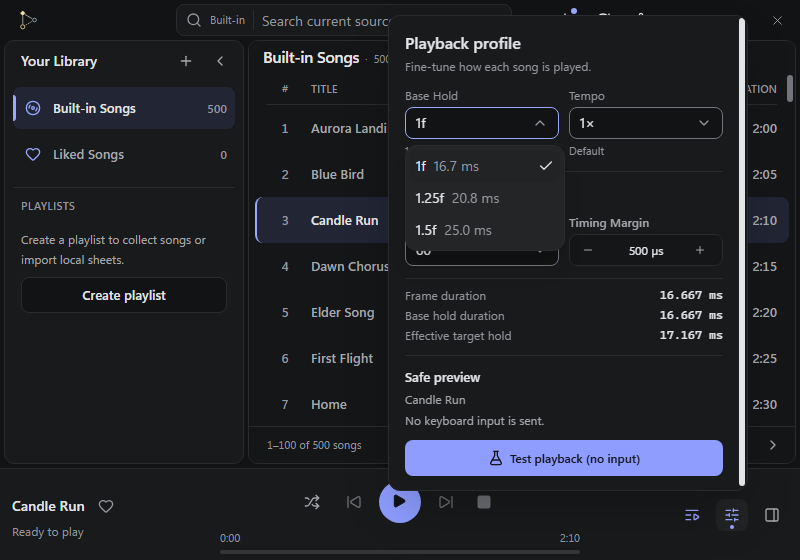 Built-in
Search current source
Your Library
Built-in Songs
500
Liked Songs
0
PLAYLISTS
Create a playlist to collect songs or
import local sheets.
Create playlist
Built-in Songs · 500
# TITLE
1 Aurora Landi 2:00
2 Blue Bird 2:05
3 Candle Run 2:10
4 Dawn Chorus 2:15
5 Elder Song 2:20
6 First Flight 2:25
7 Home 2:30
1–100 of 500 songs
Playback profile
Fine-tune how each song is played.
Base Hold
Tempo
1f
1×
Default
1f 16.7 ms
1.25f 20.8 ms
1.5f 25.0 ms
Timing Margin
500 µs
Frame duration 16.667 ms
Base hold duration 16.667 ms
Effective target hold 17.167 ms
Safe preview
Candle Run
No keyboard input is sent.
Test playback (no input)
Candle Run
Ready to play
0:00
2:10